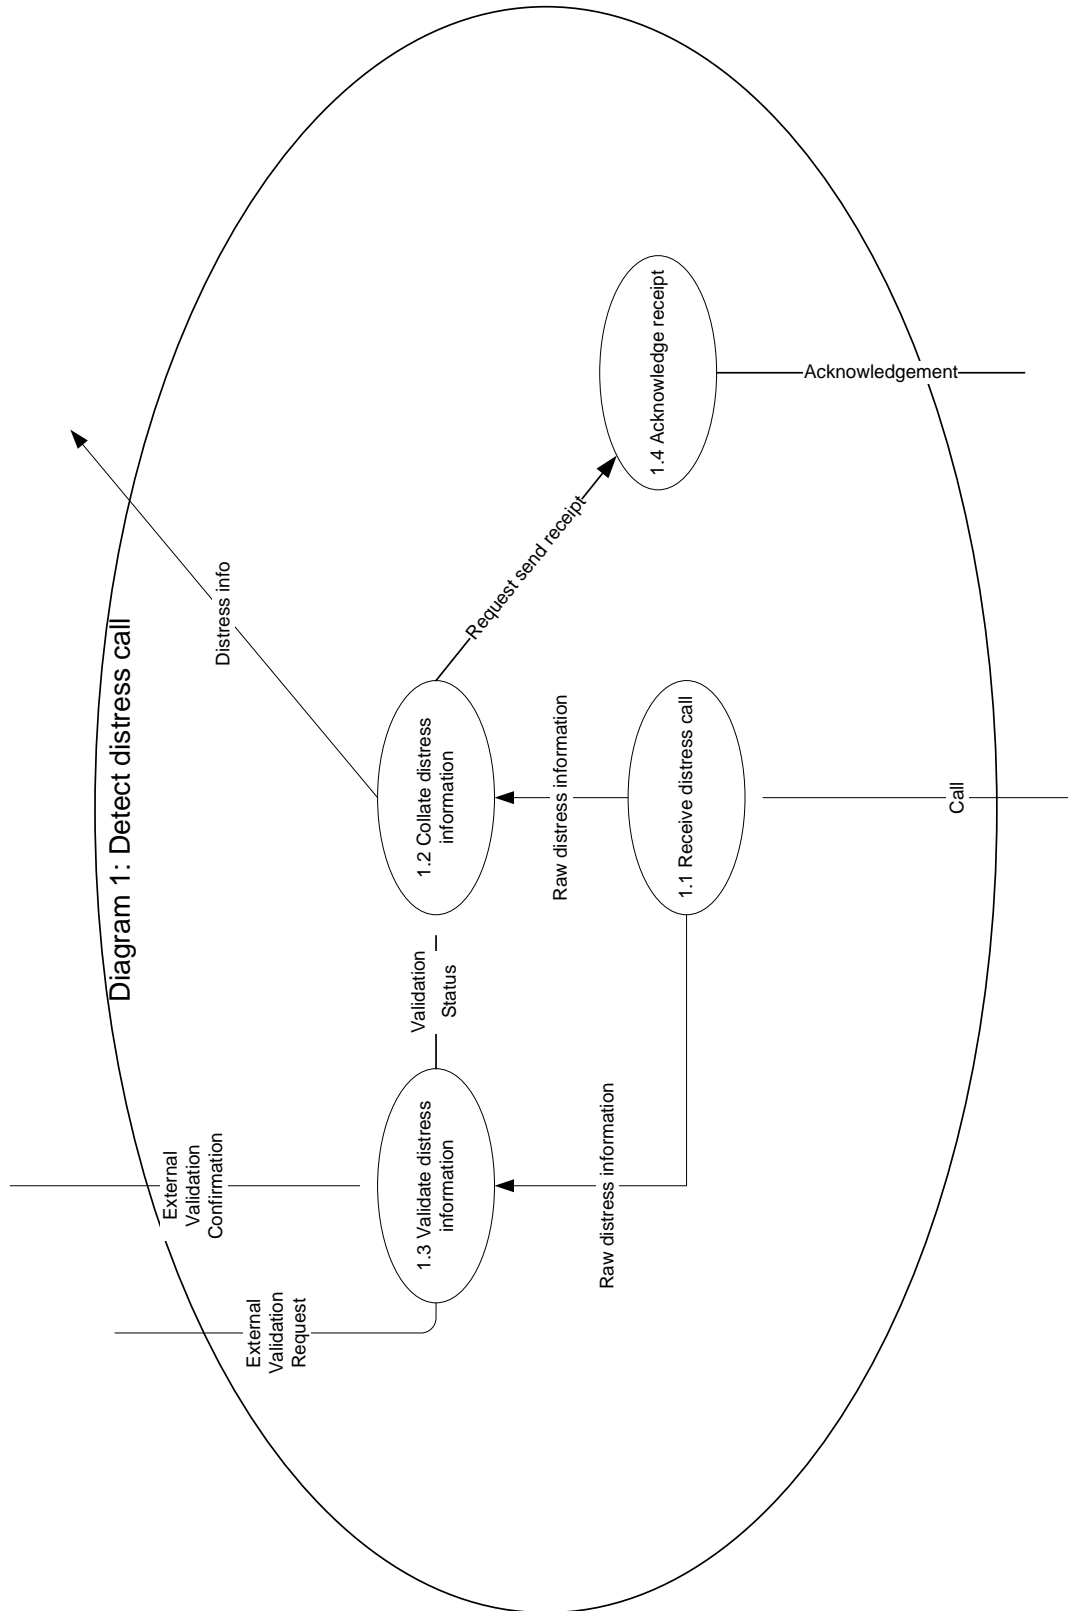 Diagram 1: Detect distress call
External
Validation
Confirmation
External
Validation
Request
Distress info
1.3 Validate distress
information
Validation
Status
1.2 Collate distress
information
Request send receipt
Raw distress information
Raw distress information
1.1 Receive distress call
1.4 Acknowledge receipt
Call
Acknowledgement